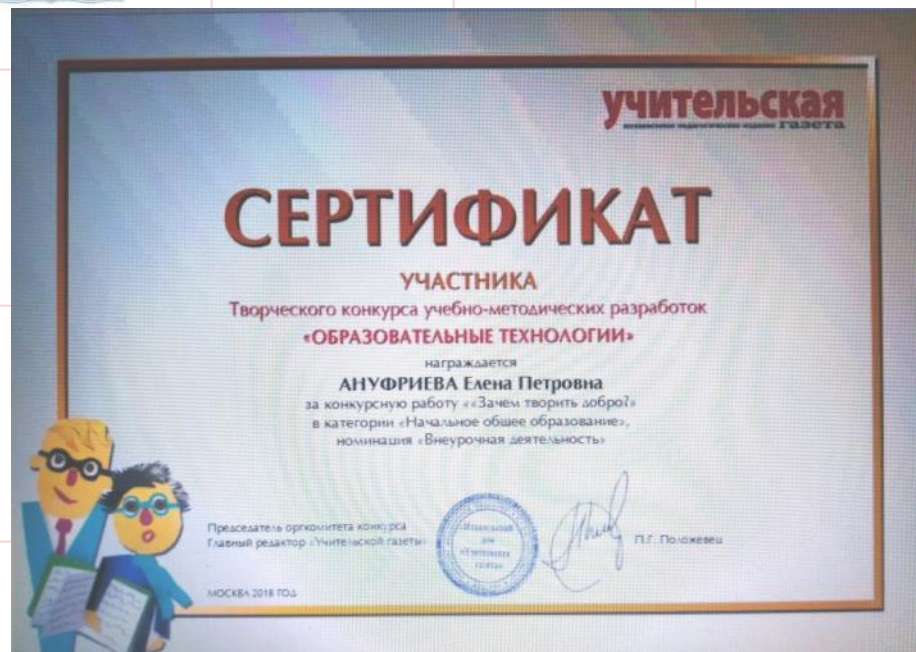 учительская
газета
СЕРТИФИКАТ
УЧАСТНИКА
Творческого конкурса учебно-методических разработок
«ОБРАЗОВАТЕЛЬНЫЕ ТЕХНОЛОГИИ»
награждается
АНУФРИЕВА Елена Петровна
за конкурсную работу ««Зачем творить добро?»
в категории «Начальное общее образование»,
номинация «Внеурочная деятельность»
Председатель оргкомитета конкурса
Главный редактор «Учительской газеты»
П.Г. Положевец
МОСКВА 2018 ГОД